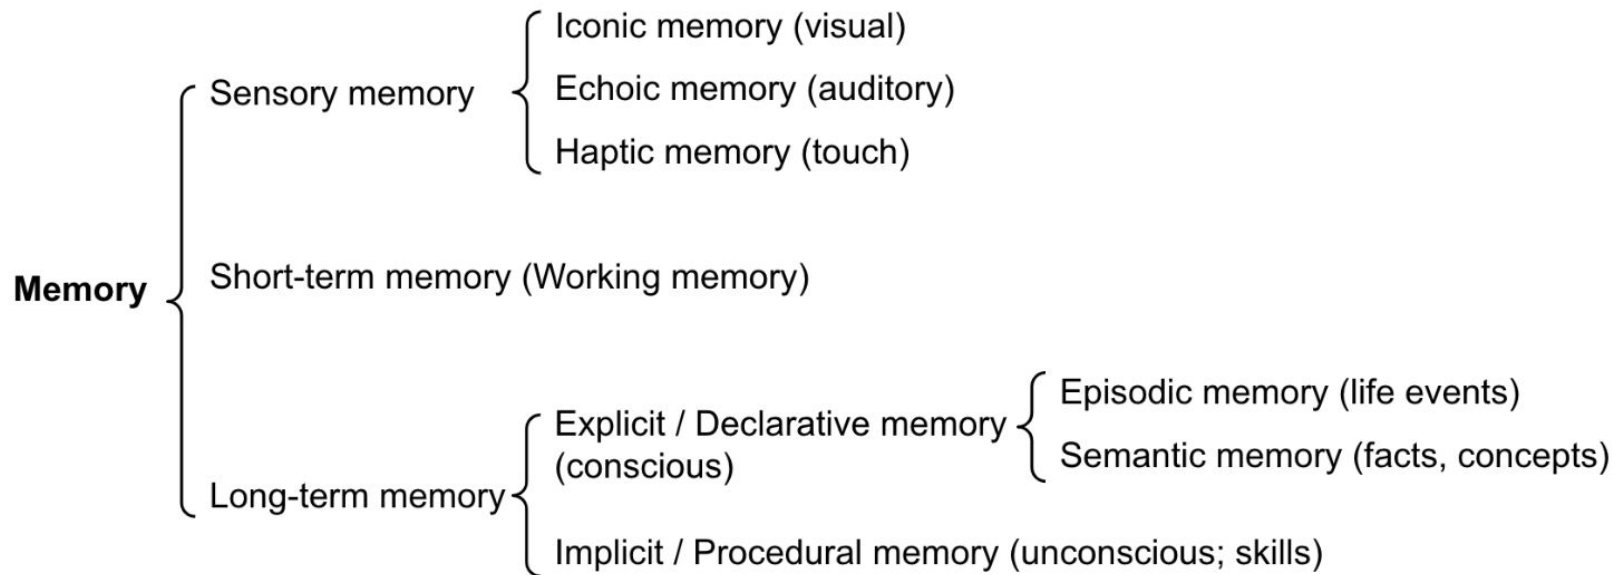 Memory
Sensory memory
Iconic memory (visual)
Echoic memory (auditory)
Haptic memory (touch)
Short-term memory (Working memory)
Long-term memory
Explicit / Declarative memory
(conscious)
Episodic memory (life events)
Semantic memory (facts, concepts)
Implicit / Procedural memory (unconscious; skills)